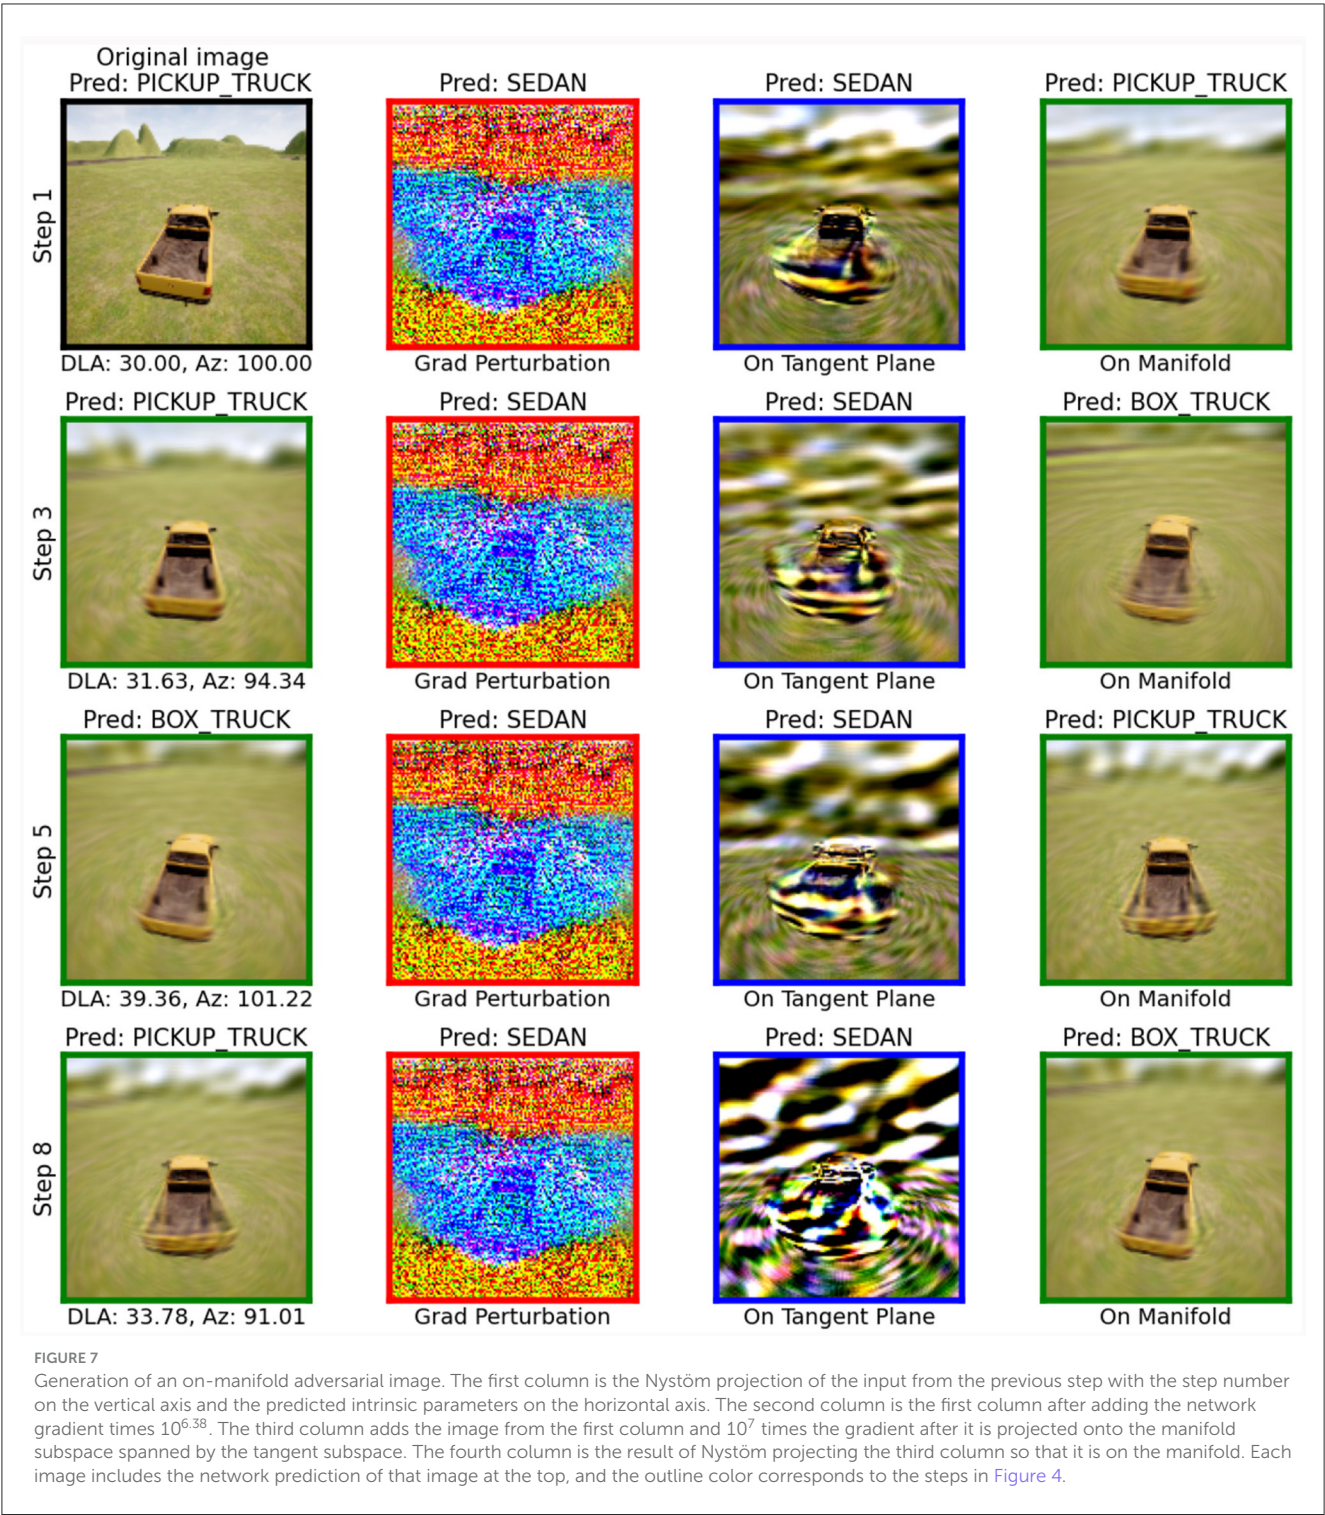 Original image
Pred: PICKUP_TRUCK
Pred: SEDAN
Pred: SEDAN
Pred: PICKUP_TRUCK
Step 1
DLA: 30.00, Az: 100.00
Grad Perturbation
On Tangent Plane
On Manifold
Pred: PICKUP_TRUCK
Pred: SEDAN
Pred: SEDAN
Pred: BOX_TRUCK
Step 3
DLA: 31.63, Az: 94.34
Grad Perturbation
On Tangent Plane
On Manifold
Pred: BOX_TRUCK
Pred: SEDAN
Pred: SEDAN
Pred: PICKUP_TRUCK
Step 5
DLA: 39.36, Az: 101.22
Grad Perturbation
On Tangent Plane
On Manifold
Pred: PICKUP_TRUCK
Pred: SEDAN
Pred: SEDAN
Pred: BOX_TRUCK
Step 8
DLA: 33.78, Az: 91.01
Grad Perturbation
On Tangent Plane
On Manifold
FIGURE 7
Generation of an on-manifold adversarial image. The first column is the Nystöm projection of the input from the previous step with the step number
on the vertical axis and the predicted intrinsic parameters on the horizontal axis. The second column is the first column after adding the network
gradient times 10^6.38. The third column adds the image from the first column and 10^7 times the gradient after it is projected onto the manifold
subspace spanned by the tangent subspace. The fourth column is the result of Nystöm projecting the third column so that it is on the manifold. Each
image includes the network prediction of that image at the top, and the outline color corresponds to the steps in Figure 4.